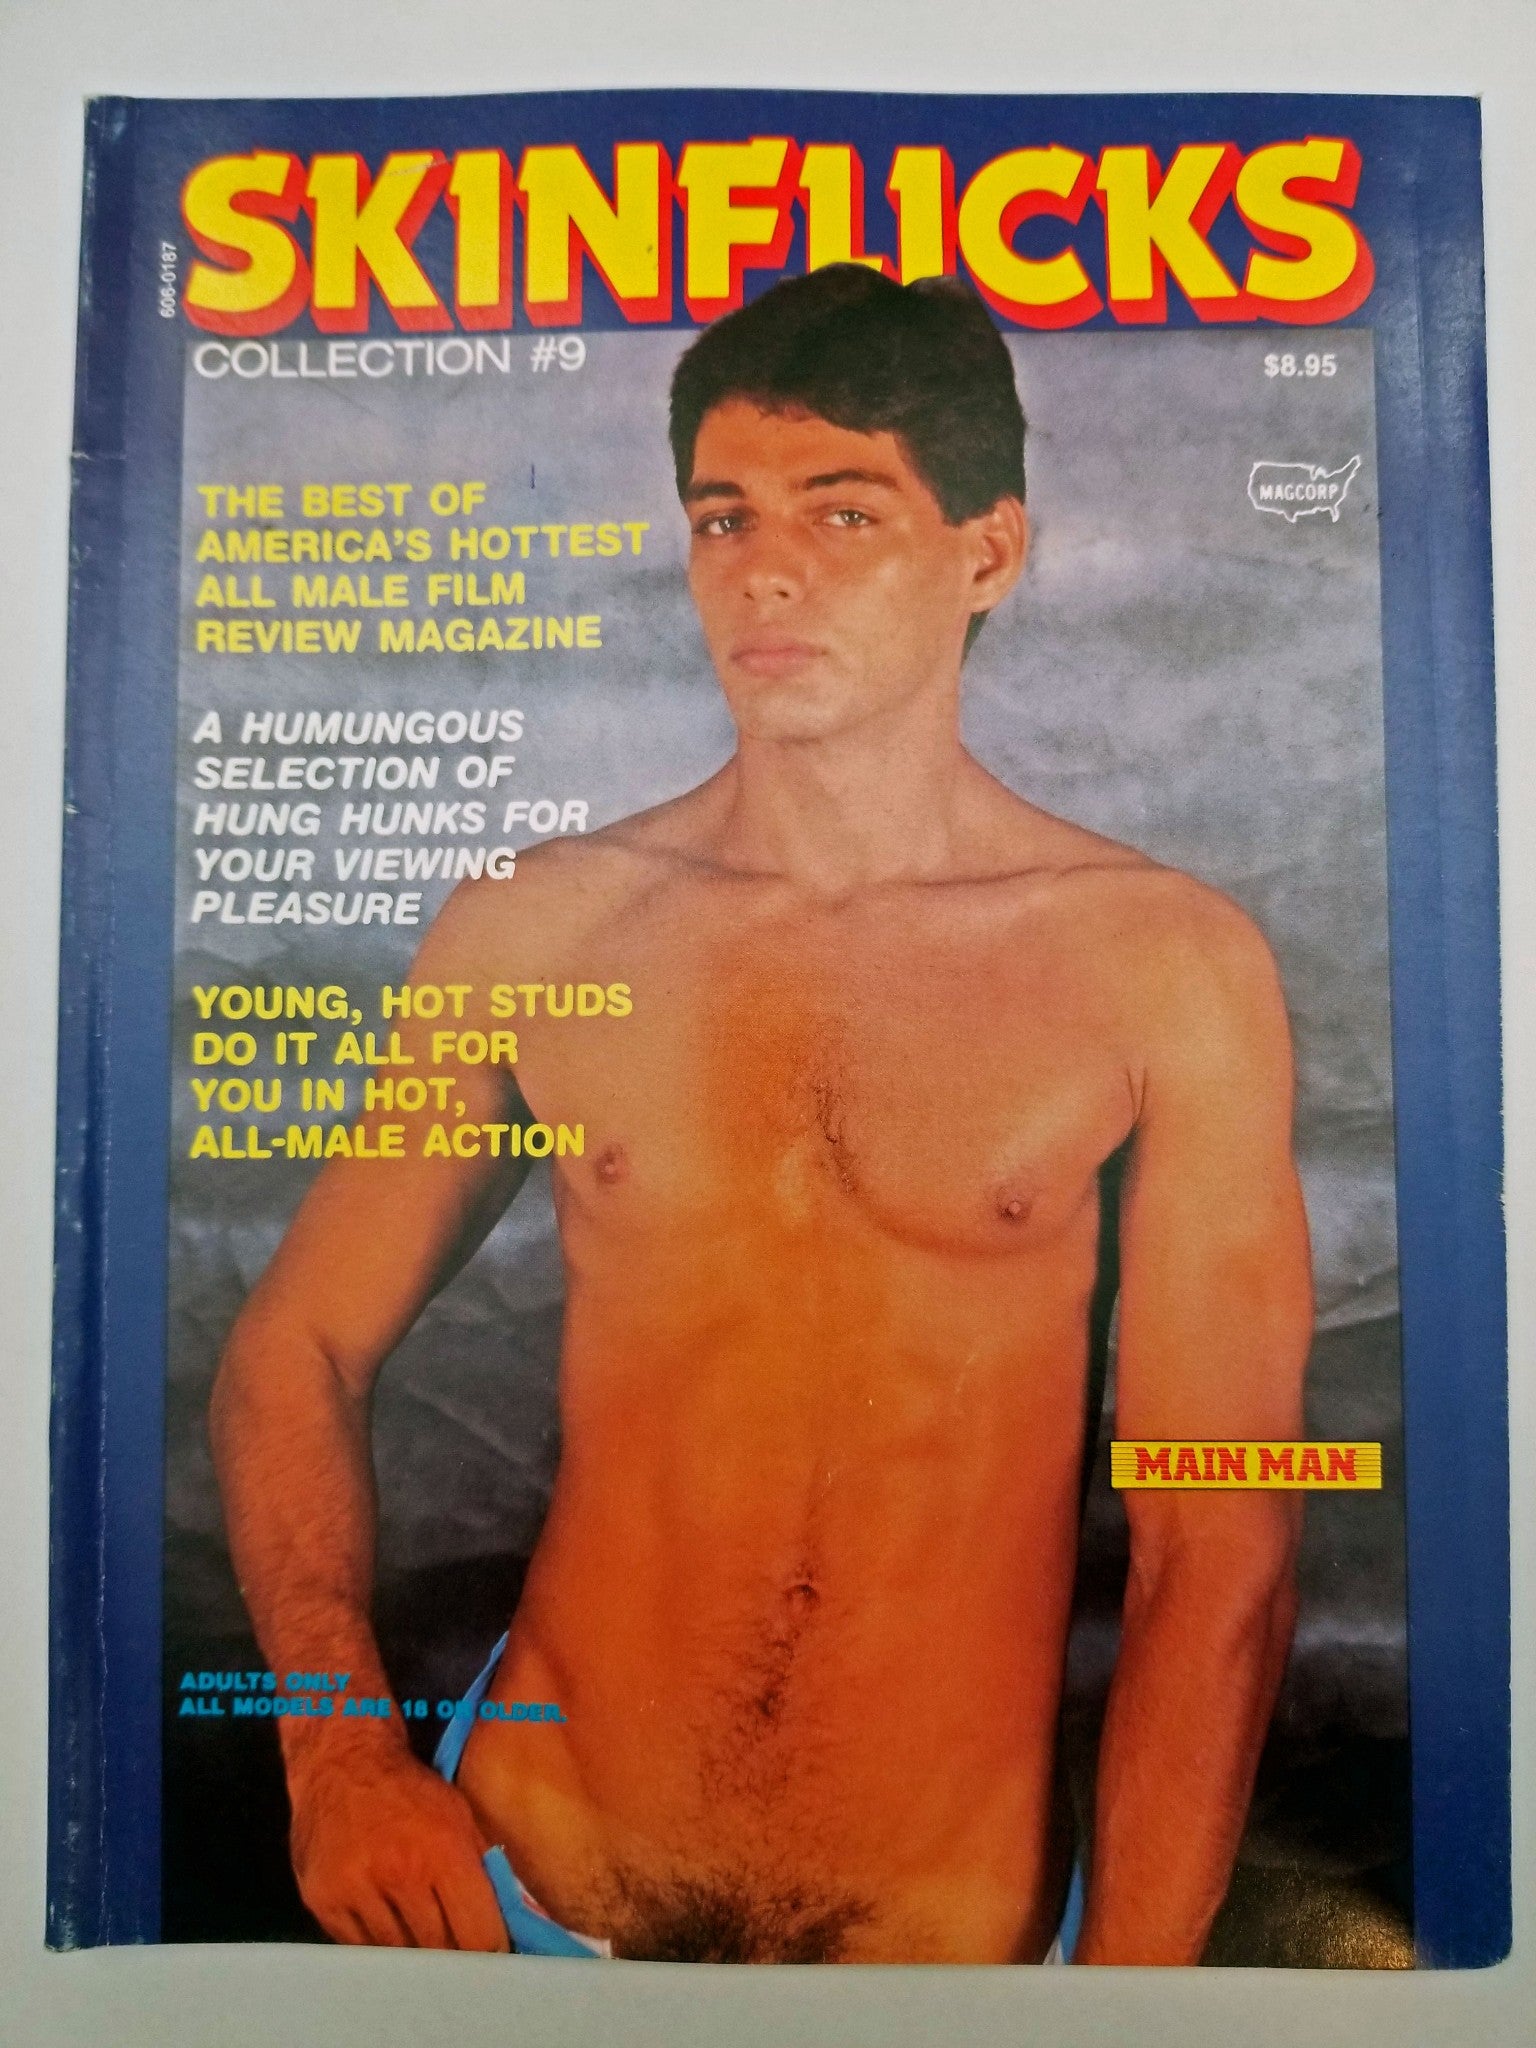 SKINFLICKS
606-0187
COLLECTION #9
$8.95
MAGCORP
THE BEST OF
AMERICA'S HOTTEST
ALL MALE FILM
REVIEW MAGAZINE
A HUMUNGOUS
SELECTION OF
HUNG HUNKS FOR
YOUR VIEWING
PLEASURE
YOUNG, HOT STUDS
DO IT ALL FOR
YOU IN HOT,
ALL-MALE ACTION
MAIN MAN
ADULTS ONLY
ALL MODELS ARE 18 OR OLDER.